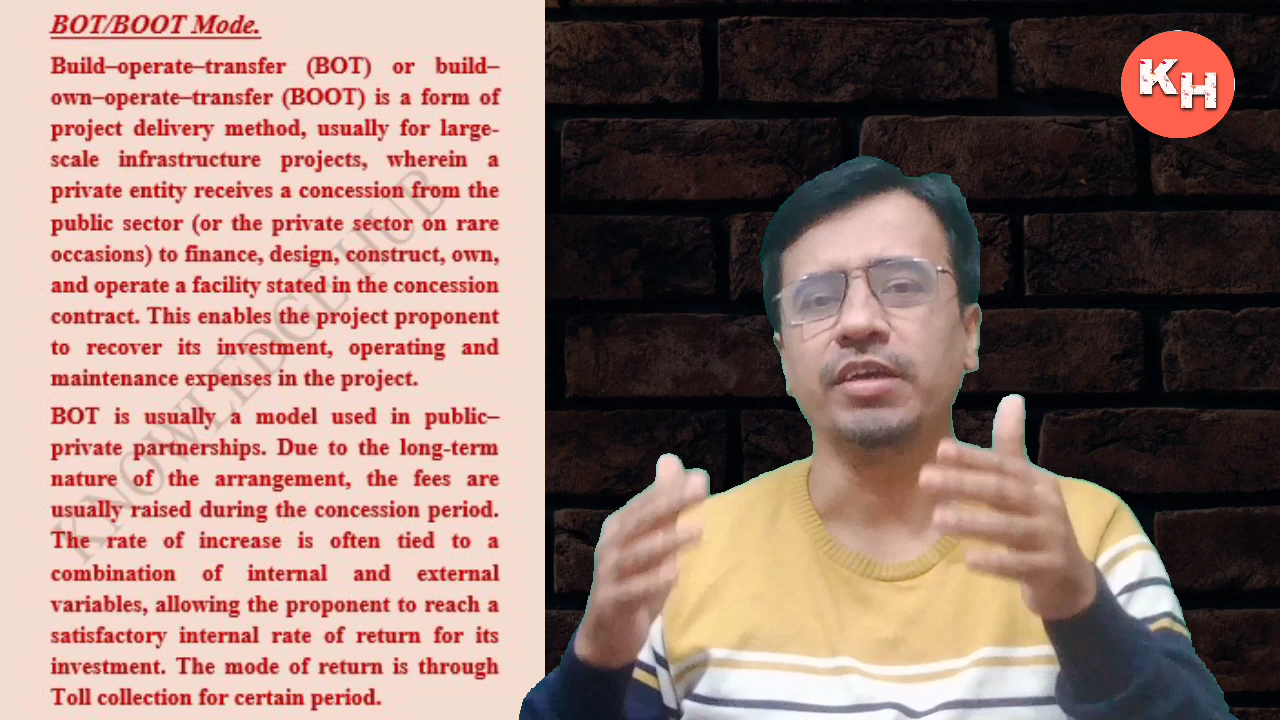 BOT/BOOT Mode.
Build–operate–transfer (BOT) or build–
own–operate–transfer (BOOT) is a form of
project delivery method, usually for large-
scale infrastructure projects, wherein a
private entity receives a concession from the
public sector (or the private sector on rare
occasions) to finance, design, construct, own,
and operate a facility stated in the concession
contract. This enables the project proponent
to recover its investment, operating and
maintenance expenses in the project.
BOT is usually a model used in public–
private partnerships. Due to the long-term
nature of the arrangement, the fees are
usually raised during the concession period.
The rate of increase is often tied to a
combination of internal and external
variables, allowing the proponent to reach a
satisfactory internal rate of return for its
investment. The mode of return is through
Toll collection for certain period.
KNOWLEDGE HUB
KH